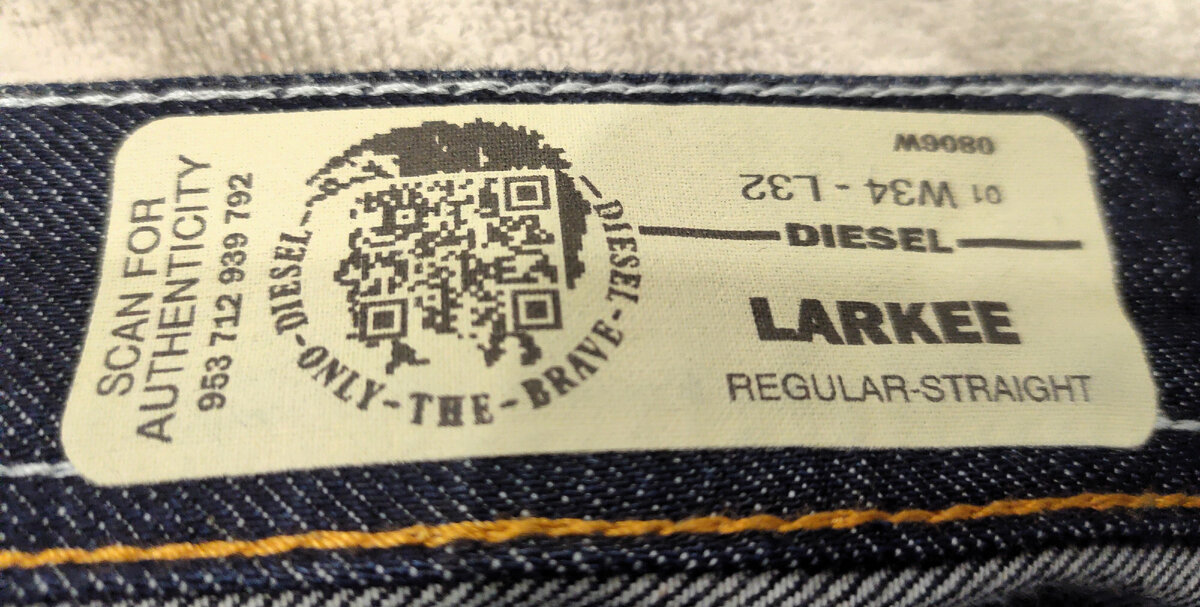 SCAN FOR
AUTHENTICITY
953 712 939 792
-DIESEL-ONLY-THE-BRAVE-DIESEL-
0806W
01 W34 - L32
DIESEL
LARKEE
REGULAR-STRAIGHT